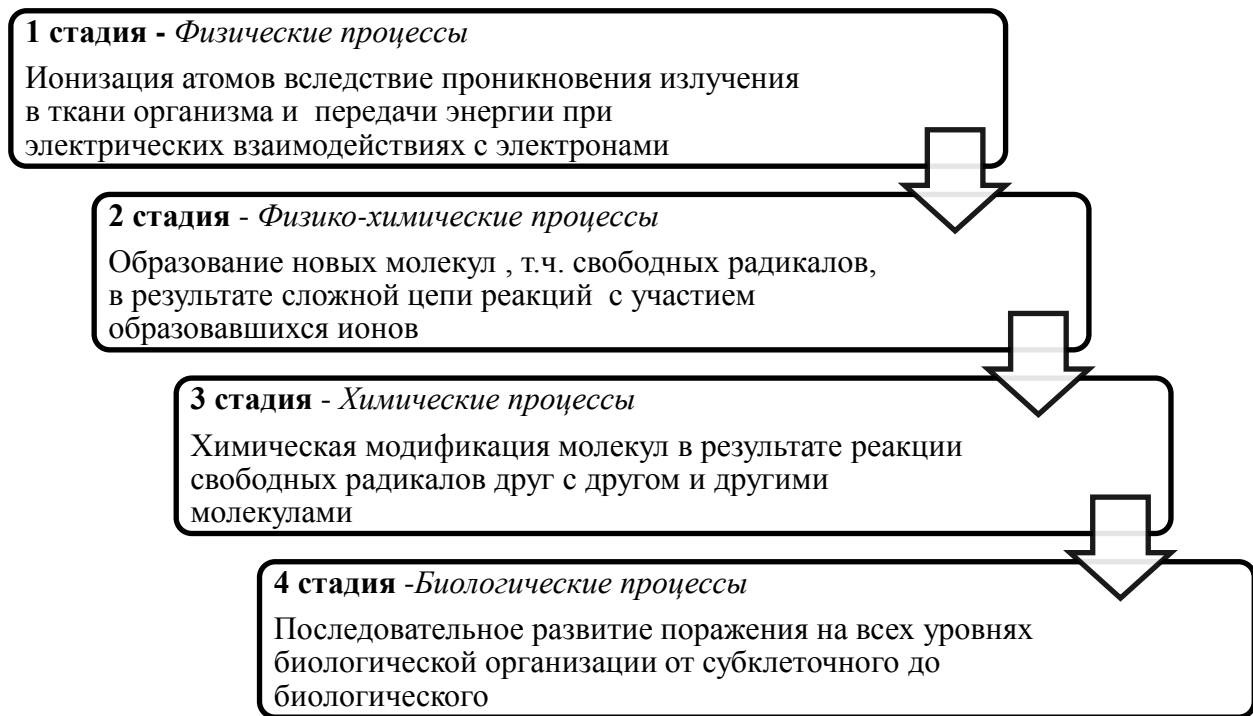 1 стадия - Физические процессы
Ионизация атомов вследствие проникновения излучения
в ткани организма и передачи энергии при
электрических взаимодействиях с электронами
2 стадия - Физико-химические процессы
Образование новых молекул , т.ч. свободных радикалов,
в результате сложной цепи реакций с участием
образовавшихся ионов
3 стадия - Химические процессы
Химическая модификация молекул в результате реакции
свободных радикалов друг с другом и другими
молекулами
4 стадия -Биологические процессы
Последовательное развитие поражения на всех уровнях
биологической организации от субклеточного до
биологического